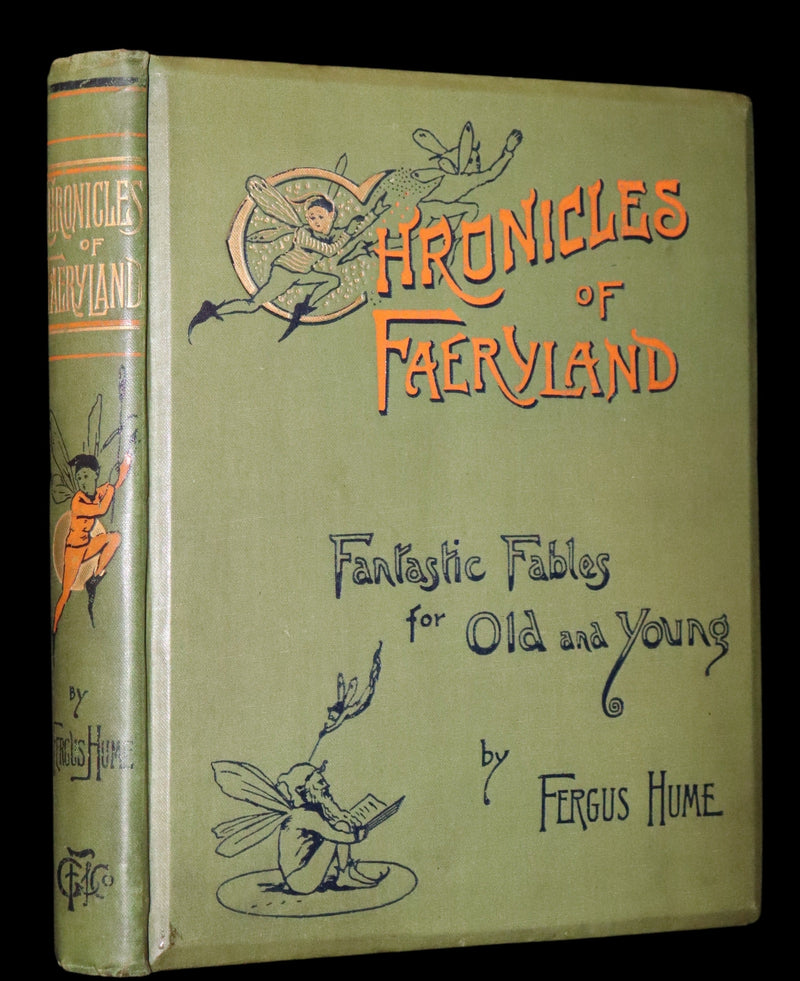 CHRONICLES
OF
FAERYLAND
BY
FERGUS HUME
CHRONICLES
OF
FAERYLAND
Fantastic Fables
for Old and Young
by
FERGUS HUME